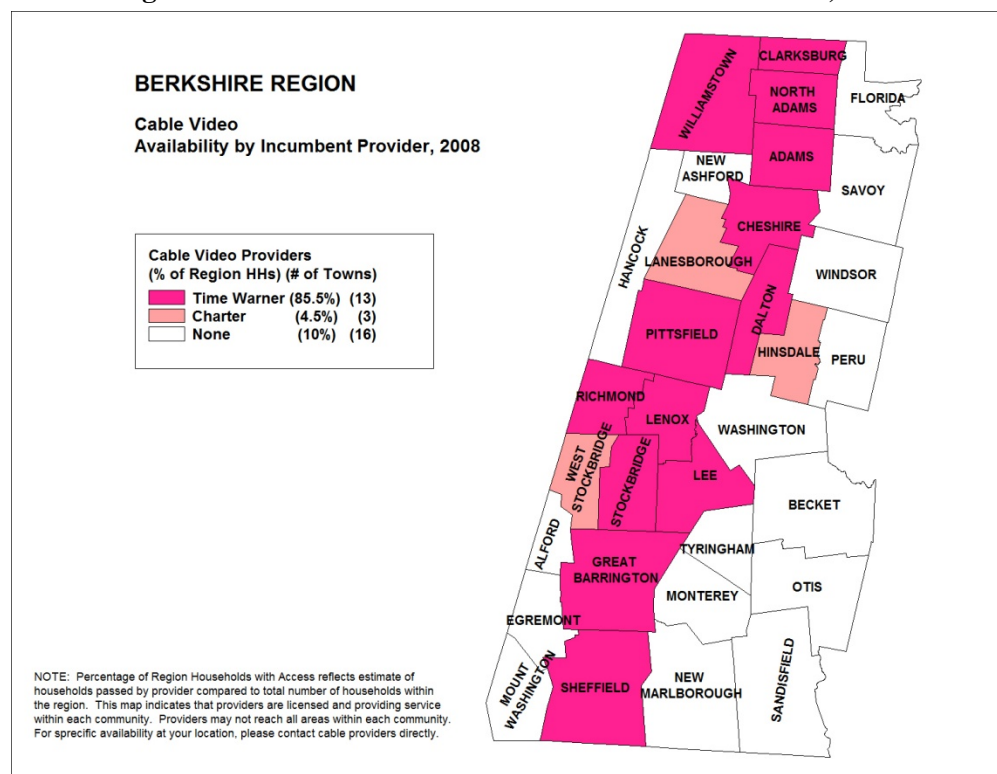 BERKSHIRE REGION
Cable Video
Availability by Incumbent Provider, 2008
Cable Video Providers
(% of Region HHs) (# of Towns)
Time Warner (85.5%) (13)
Charter (4.5%) (3)
None (10%) (16)
CLARKSBURG
WILLIAMSTOWN
NORTH
ADAMS
FLORIDA
ADAMS
NEW
ASHFORD
SAVOY
CHESHIRE
HANCOCK
LANESBOROUGH
WINDSOR
DALTON
PITTSFIELD
HINSDALE
PERU
RICHMOND
LENOX
WASHINGTON
WEST
STOCKBRIDGE
STOCKBRIDGE
LEE
BECKET
ALFORD
TYRINGHAM
GREAT
BARRINGTON
OTIS
MONTEREY
EGREMONT
MOUNT
WASHINGTON
SHEFFIELD
NEW
MARLBOROUGH
SANDISFIELD
NOTE: Percentage of Region Households with Access reflects estimate of
households passed by provider compared to total number of households within
the region. This map indicates that providers are licensed and providing service
within each community. Providers may not reach all areas within each community.
For sprecific availability at your location, please contact cable providers directly.